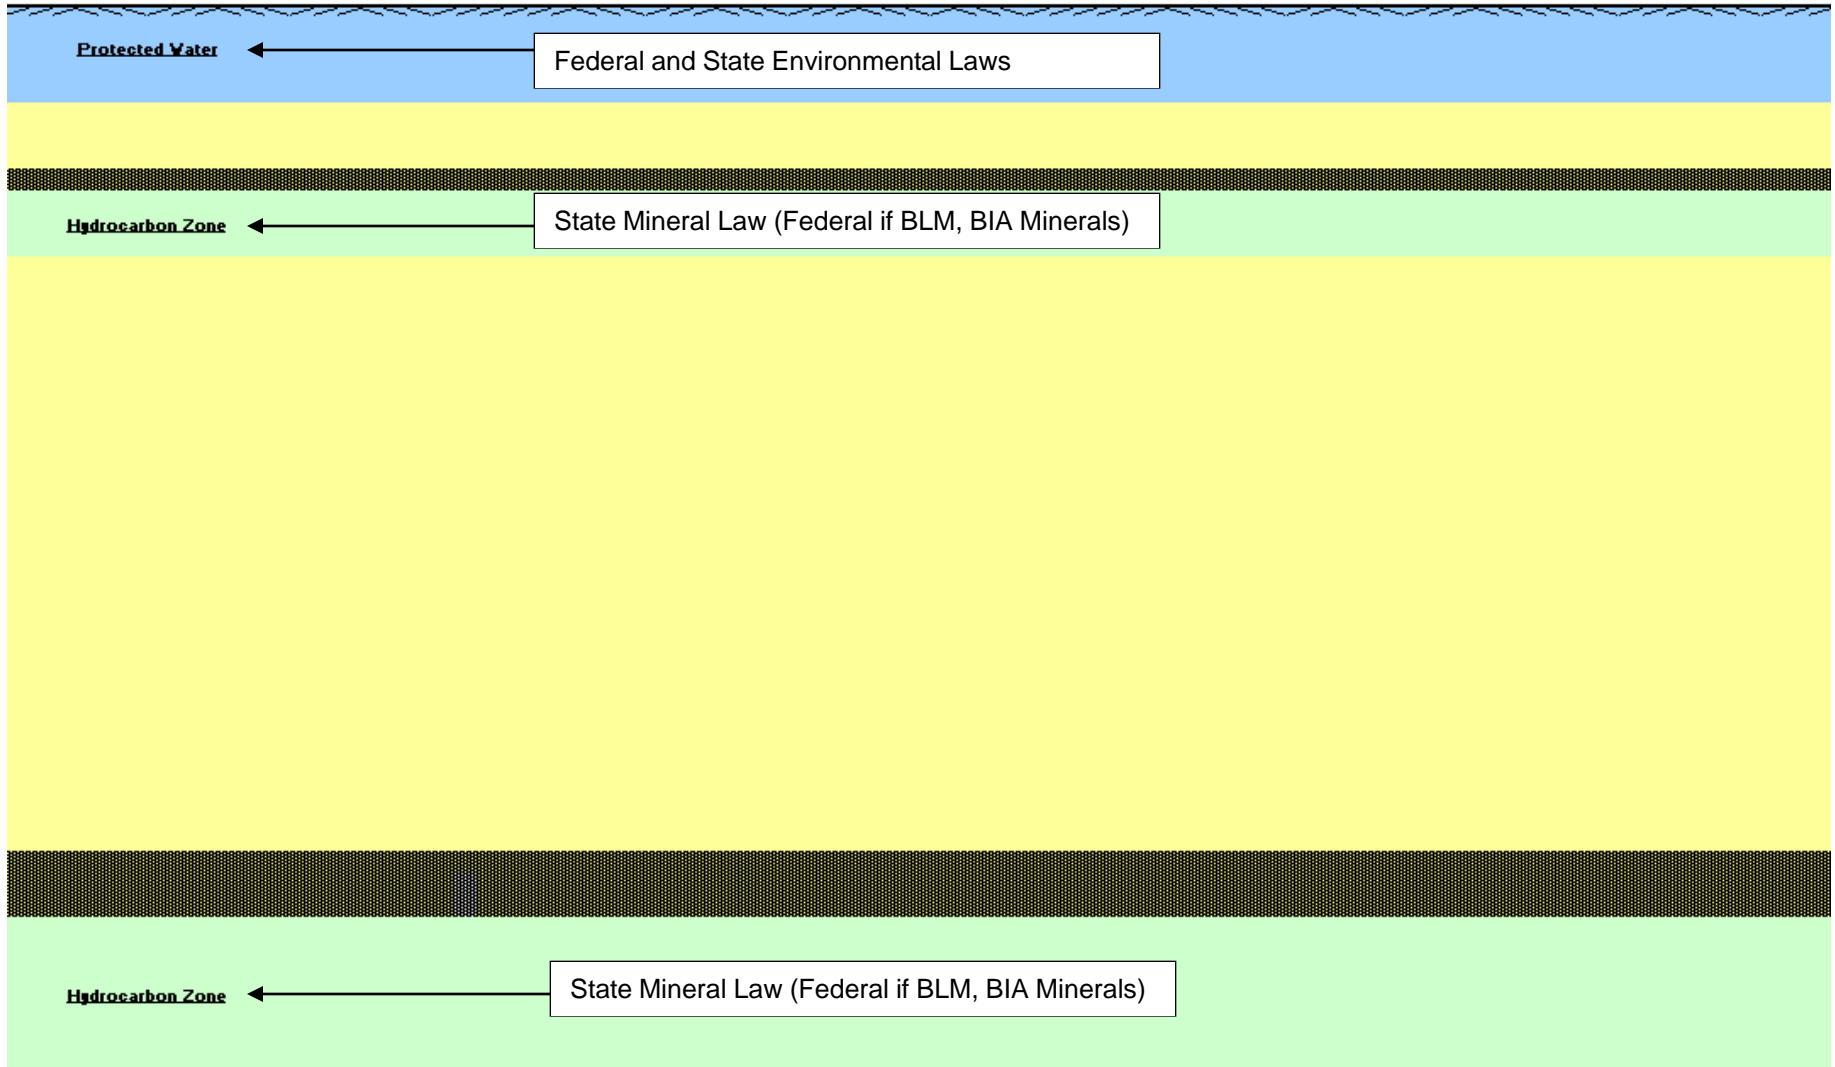 Protected Water
Federal and State Environmental Laws
Hydrocarbon Zone
State Mineral Law (Federal if BLM, BIA Minerals)
Hydrocarbon Zone
State Mineral Law (Federal if BLM, BIA Minerals)